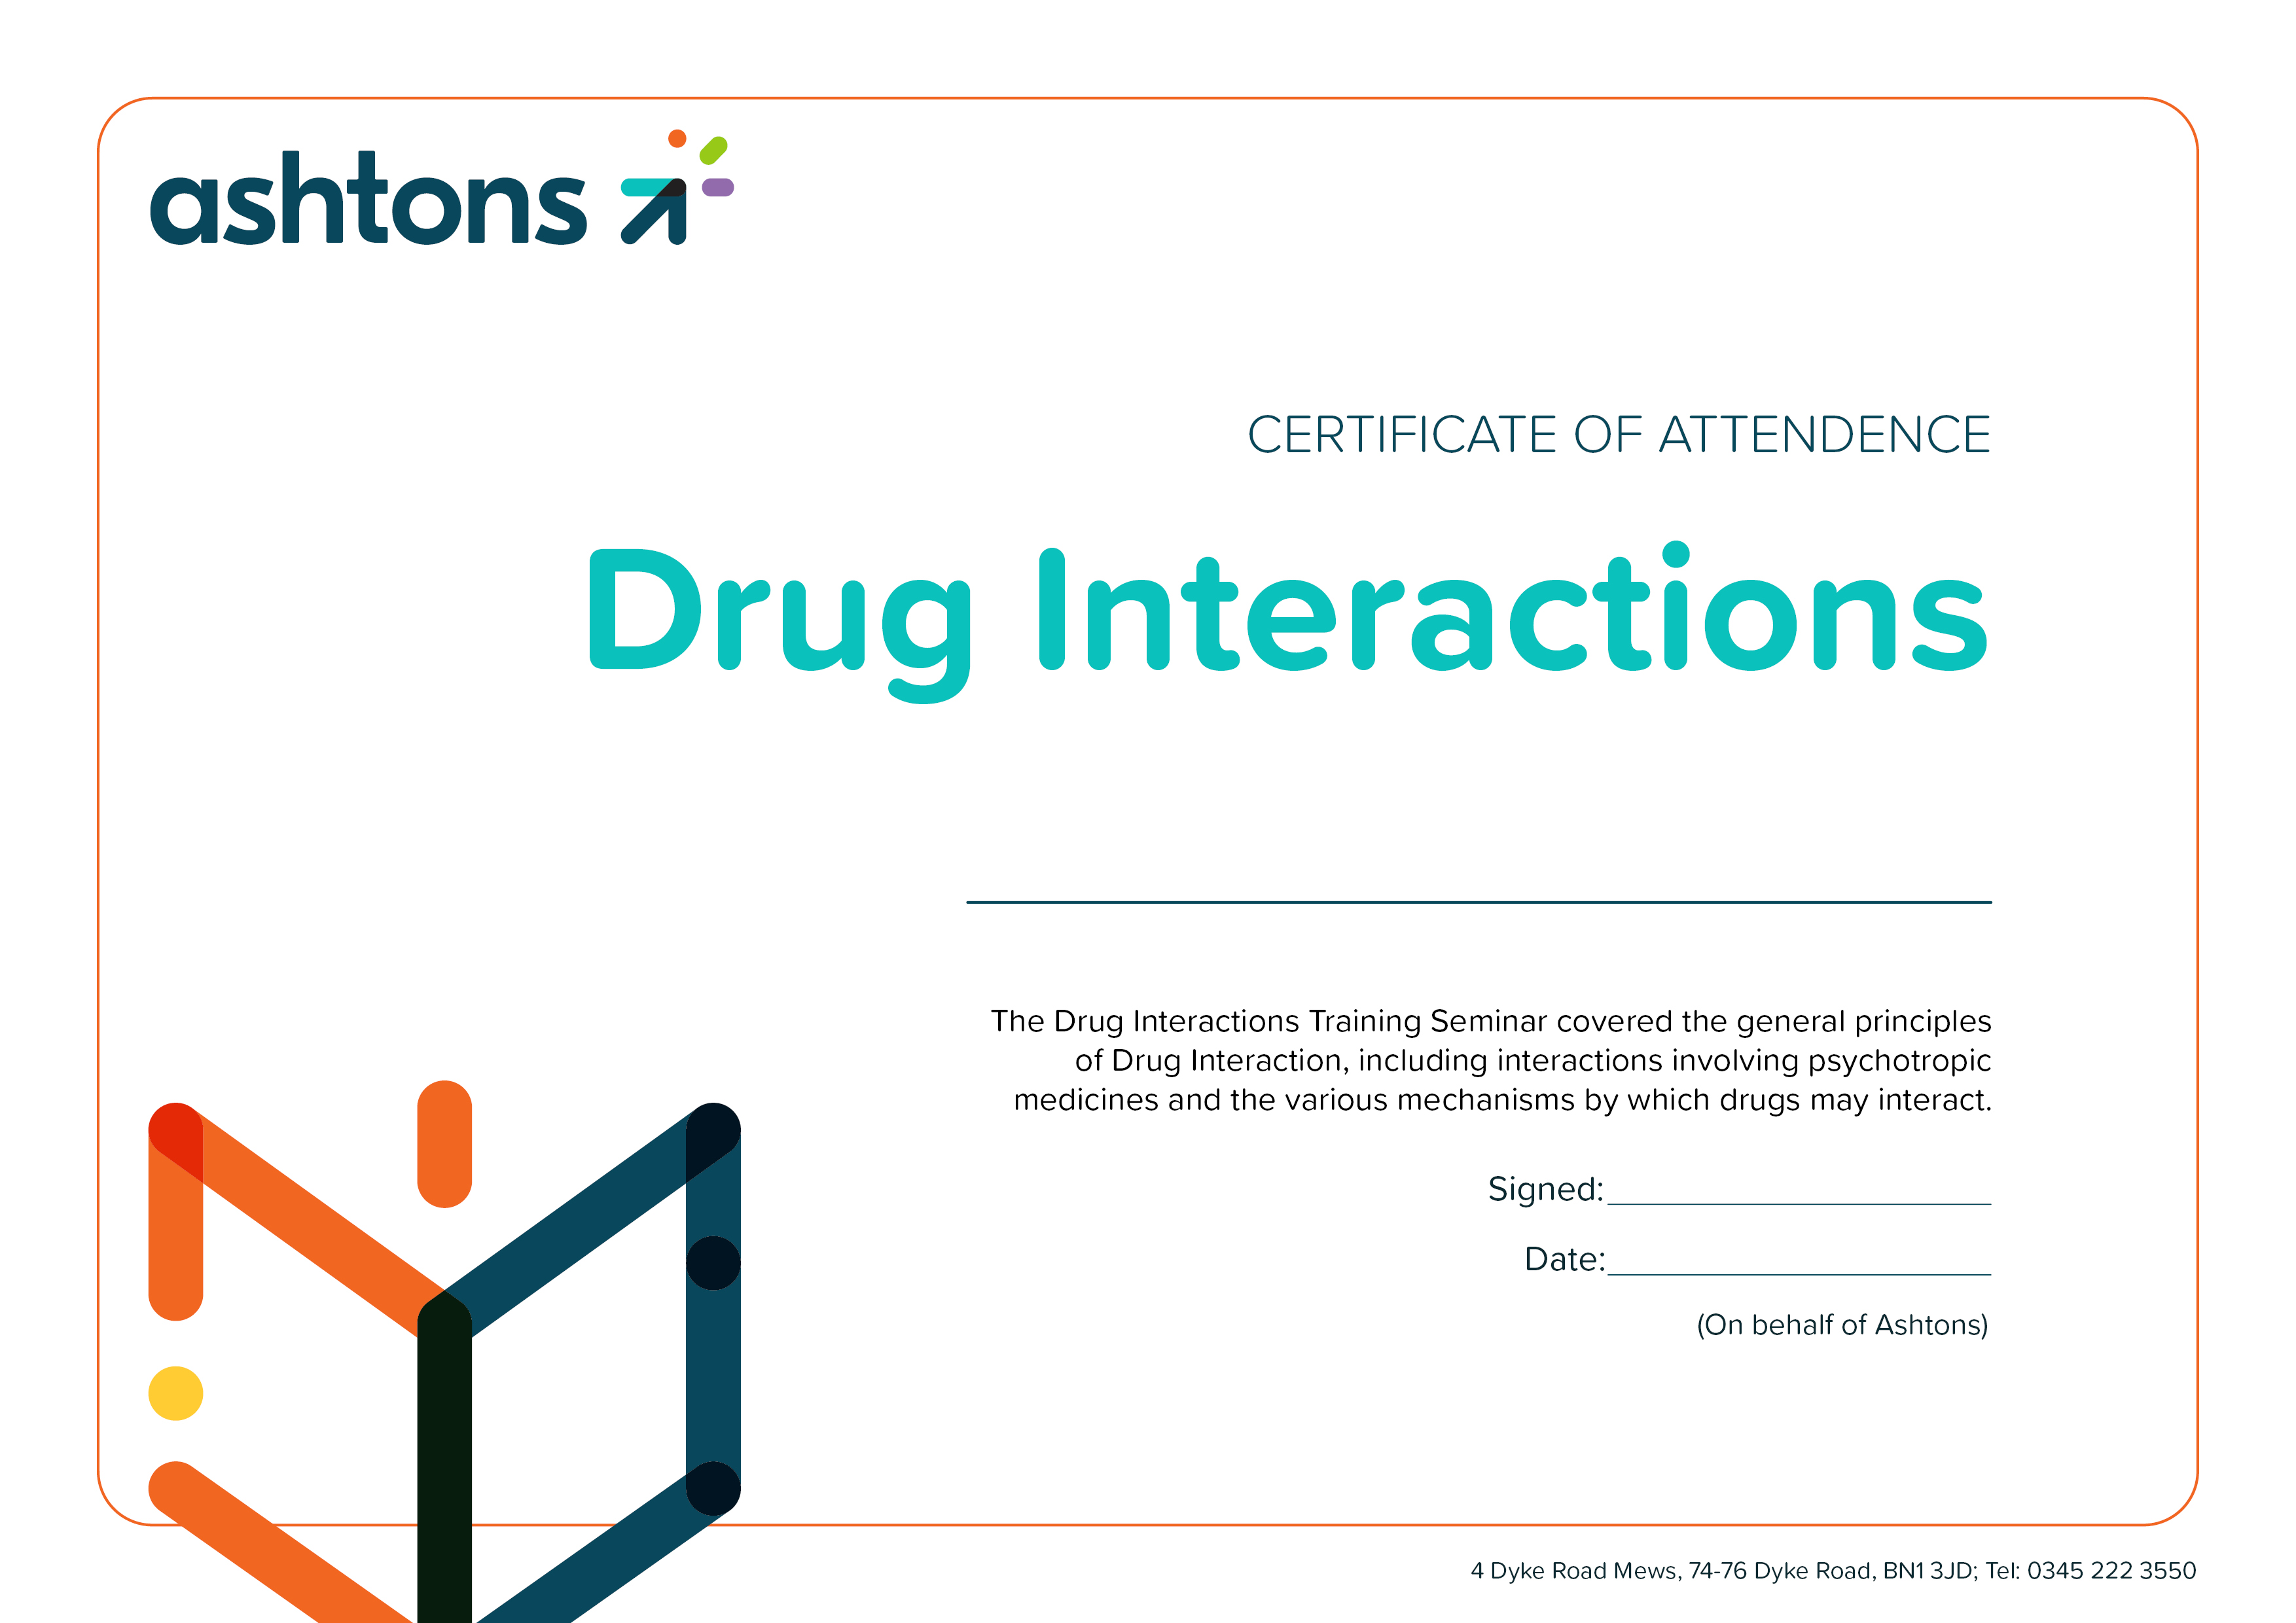 ashtons
CERTIFICATE OF ATTENDENCE
Drug Interactions
The Drug Interactions Training Seminar covered the general principles
of Drug Interaction, including interactions involving psychotropic
medicines and the various mechanisms by which drugs may interact.
Signed:
Date:
(On behalf of Ashtons)
4 Dyke Road Mews, 74-76 Dyke Road, BN1 3JD; Tel: 0345 222 3550